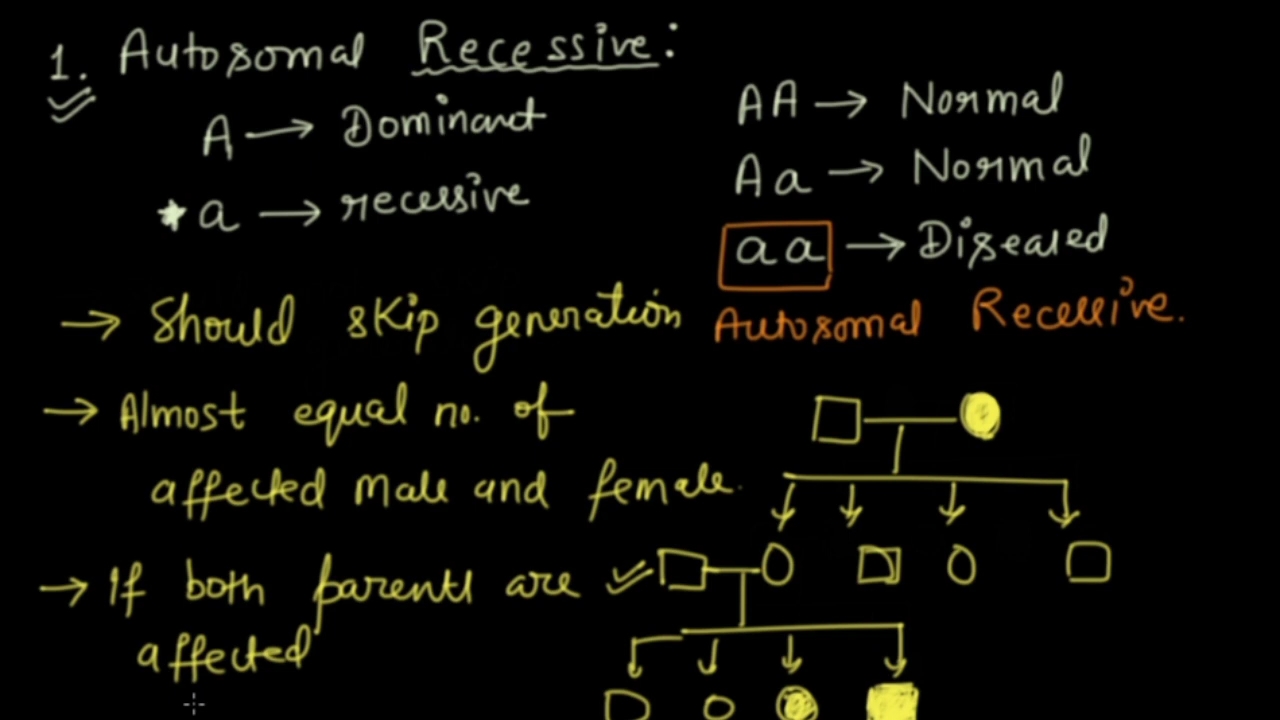 1. Autosomal Recessive:
A → Dominant
* a → recessive
AA → Normal
Aa → Normal
aa → Diseased
Autosomal Recessive.
→ Should skip generation
→ Almost equal no. of
affected Male and female.
→ If both parents are
affected